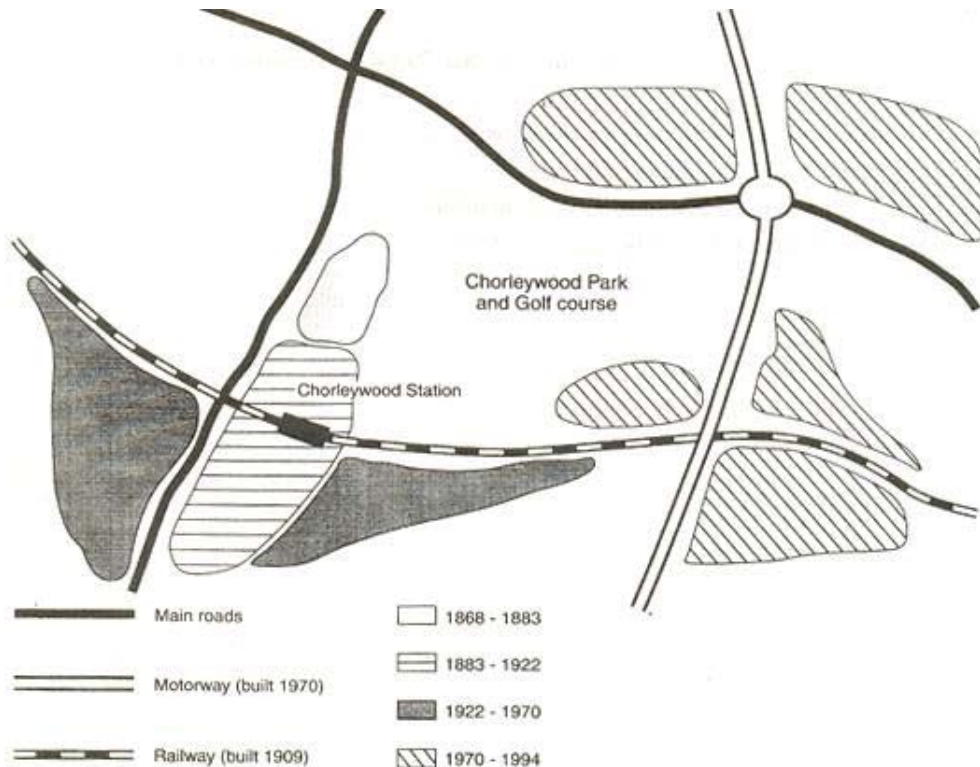 Chorleywood Park
and Golf course
Chorleywood Station
Main roads
Motorway (built 1970)
Railway (built 1909)
1868 - 1883
1883 - 1922
1922 - 1970
1970 - 1994